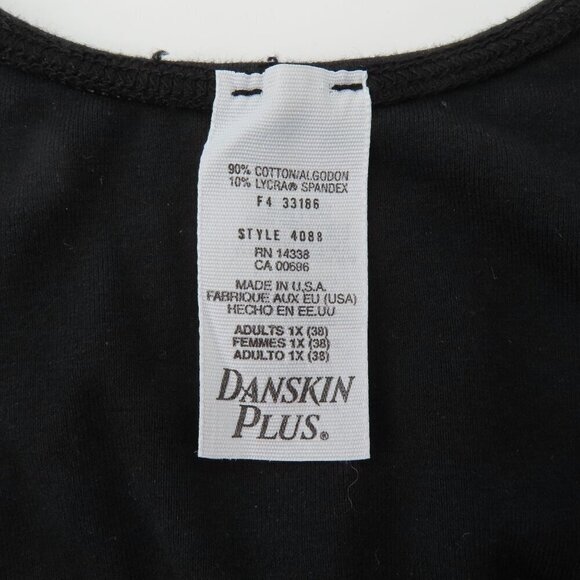 90% COTTON/ALGODON
10% LYCRA® SPANDEX
F4 33186
STYLE 4088
RN 14338
CA 00696
MADE IN U.S.A.
FABRIQUE AUX EU (USA)
HECHO EN EE.UU
ADULTS 1X (38)
FEMMES 1X (38)
ADULTO 1X (38)
DANSKIN
PLUS®